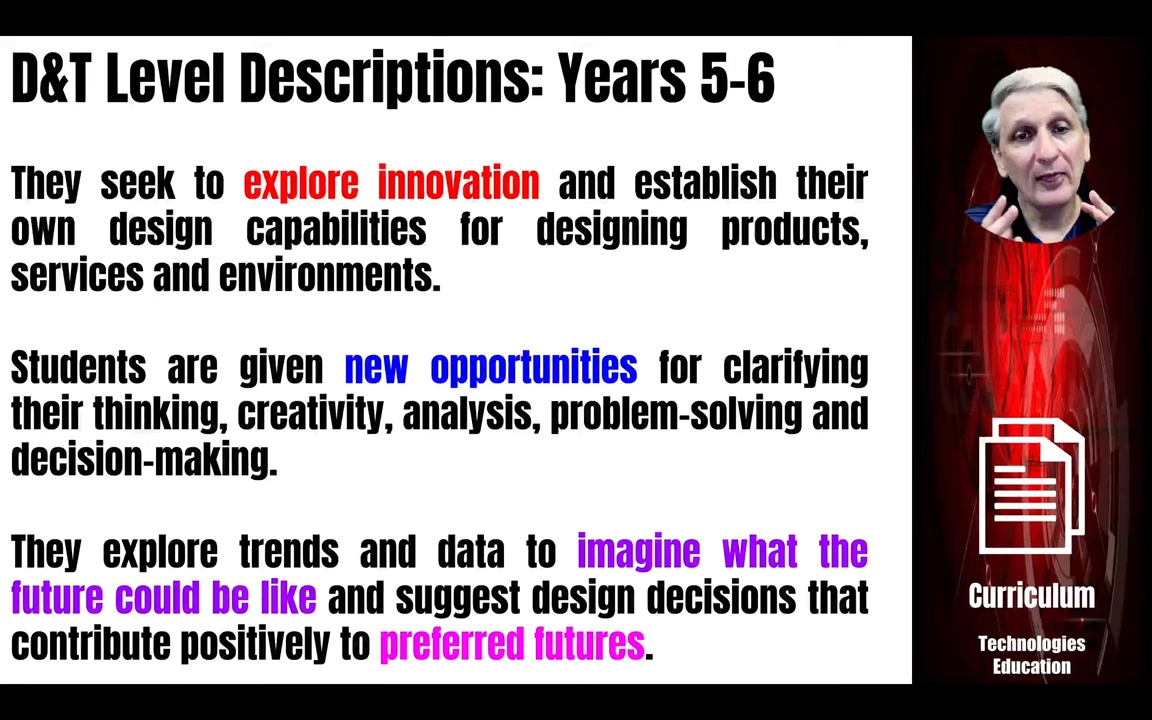 D&T Level Descriptions: Years 5-6
They seek to explore innovation and establish their
own design capabilities for designing products,
services and environments.
Students are given new opportunities for clarifying
their thinking, creativity, analysis, problem-solving and
decision-making.
They explore trends and data to imagine what the
future could be like and suggest design decisions that
contribute positively to preferred futures.
Curriculum
Technologies
Education